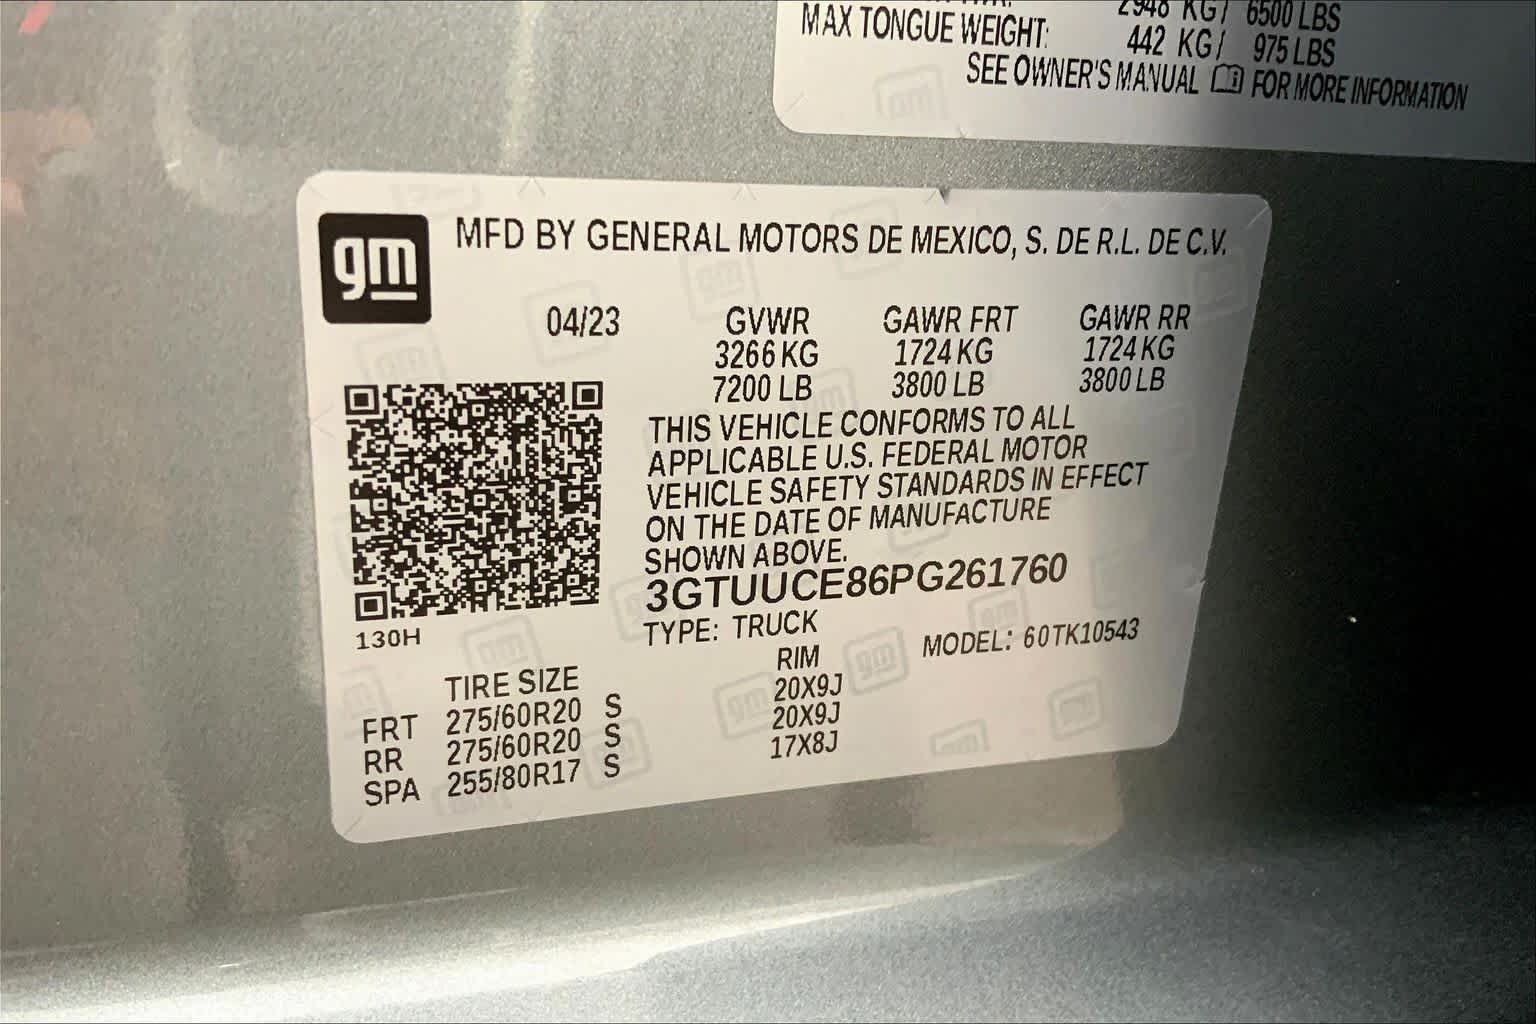 2948 KG/ 6500 LBS
MAX TONGUE WEIGHT: 442 KG/ 975 LBS
SEE OWNER'S MANUAL FOR MORE INFORMATION
gm
MFD BY GENERAL MOTORS DE MEXICO, S. DE R.L. DE C.V.
04/23 GVWR GAWR FRT GAWR RR
3266 KG 1724 KG 1724 KG
7200 LB 3800 LB 3800 LB
THIS VEHICLE CONFORMS TO ALL
APPLICABLE U.S. FEDERAL MOTOR
VEHICLE SAFETY STANDARDS IN EFFECT
ON THE DATE OF MANUFACTURE
SHOWN ABOVE.
3GTUUCE86PG261760
TYPE: TRUCK MODEL: 60TK10543
130H
TIRE SIZE RIM
FRT 275/60R20 S 20X9J
RR 275/60R20 S 20X9J
SPA 255/80R17 S 17X8J